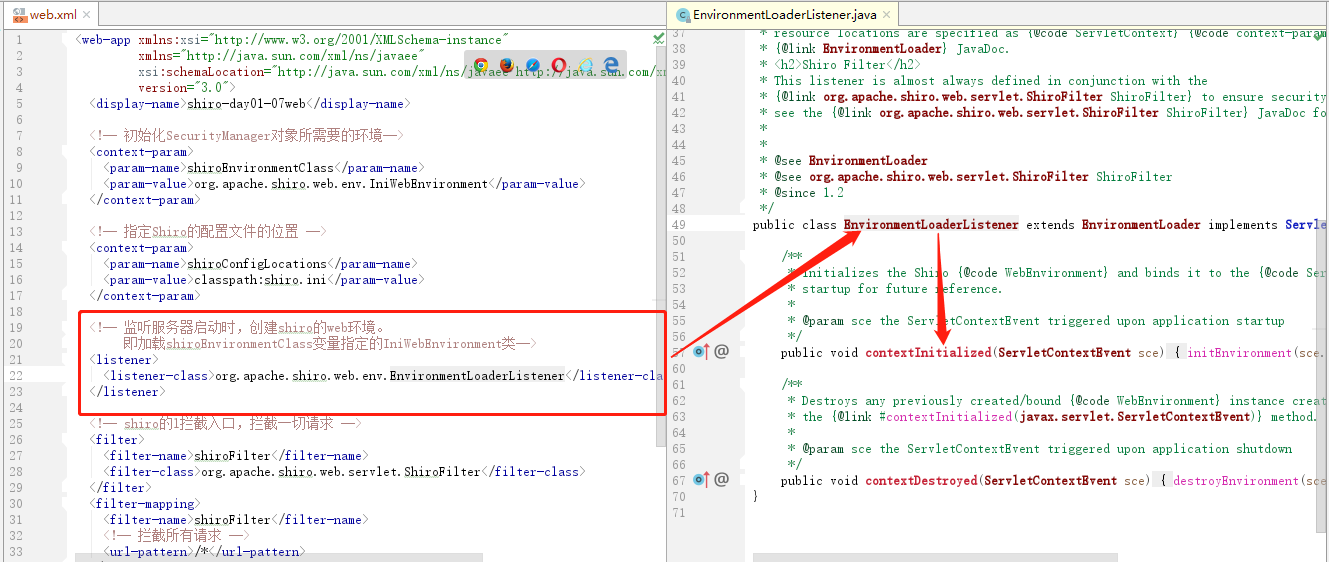 web.xml
1 <web-app xmlns:xsi="http://www.w3.org/2001/XMLSchema-instance"
2 xmlns="http://java.sun.com/xml/ns/javaee"
3 xsi:schemaLocation="http://java.sun.com/xml/ns/javaee http://java.sun.com/xml/ns
4 version="3.0">
5 <display-name>shiro-day01-07web</display-name>
6
7 <!-- 初始化SecurityManager对象所需要的环境-->
8 <context-param>
9 <param-name>shiroEnvironmentClass</param-name>
10 <param-value>org.apache.shiro.web.env.IniWebEnvironment</param-value>
11 </context-param>
12
13 <!-- 指定Shiro的配置文件的位置 -->
14 <context-param>
15 <param-name>shiroConfigLocations</param-name>
16 <param-value>classpath:shiro.ini</param-value>
17 </context-param>
18
19 <!-- 监听服务器启动时，创建shiro的web环境。
20 即加载shiroEnvironmentClass变量指定的IniWebEnvironment类-->
21 <listener>
22 <listener-class>org.apache.shiro.web.env.EnvironmentLoaderListener</listener-cla
23 </listener>
24
25 <!-- shiro的l拦截入口，拦截一切请求 -->
26 <filter>
27 <filter-name>shiroFilter</filter-name>
28 <filter-class>org.apache.shiro.web.servlet.ShiroFilter</filter-class>
29 </filter>
30 <filter-mapping>
31 <filter-name>shiroFilter</filter-name>
32 <!-- 拦截所有请求 -->
33 <url-pattern>/*</url-pattern>
EnvironmentLoaderListener.java
37 * resource locations are specified as {@code ServletContext} {@code context-param
38 * {@link EnvironmentLoader} JavaDoc.
39 * <h2>Shiro Filter</h2>
40 * This listener is almost always defined in conjunction with the
41 * {@link org.apache.shiro.web.servlet.ShiroFilter ShiroFilter} to ensure security
42 * see the {@link org.apache.shiro.web.servlet.ShiroFilter ShiroFilter} JavaDoc fo
43 *
44 *
45 * @see EnvironmentLoader
46 * @see org.apache.shiro.web.servlet.ShiroFilter ShiroFilter
47 * @since 1.2
48 */
49 public class EnvironmentLoaderListener extends EnvironmentLoader implements Servle
50
51 /**
52 * Initializes the Shiro {@code WebEnvironment} and binds it to the {@code Ser
53 * startup for future reference.
54 *
55 * @param sce the ServletContextEvent triggered upon application startup
56 */
57 @ public void contextInitialized(ServletContextEvent sce) { initEnvironment(sce.
60
61 /**
62 * Destroys any previously created/bound {@code WebEnvironment} instance creat
63 * the {@link #contextInitialized(javax.servlet.ServletContextEvent)} method.
64 *
65 * @param sce the ServletContextEvent triggered upon application shutdown
66 */
67 @ public void contextDestroyed(ServletContextEvent sce) { destroyEnvironment(sce
70 }
71